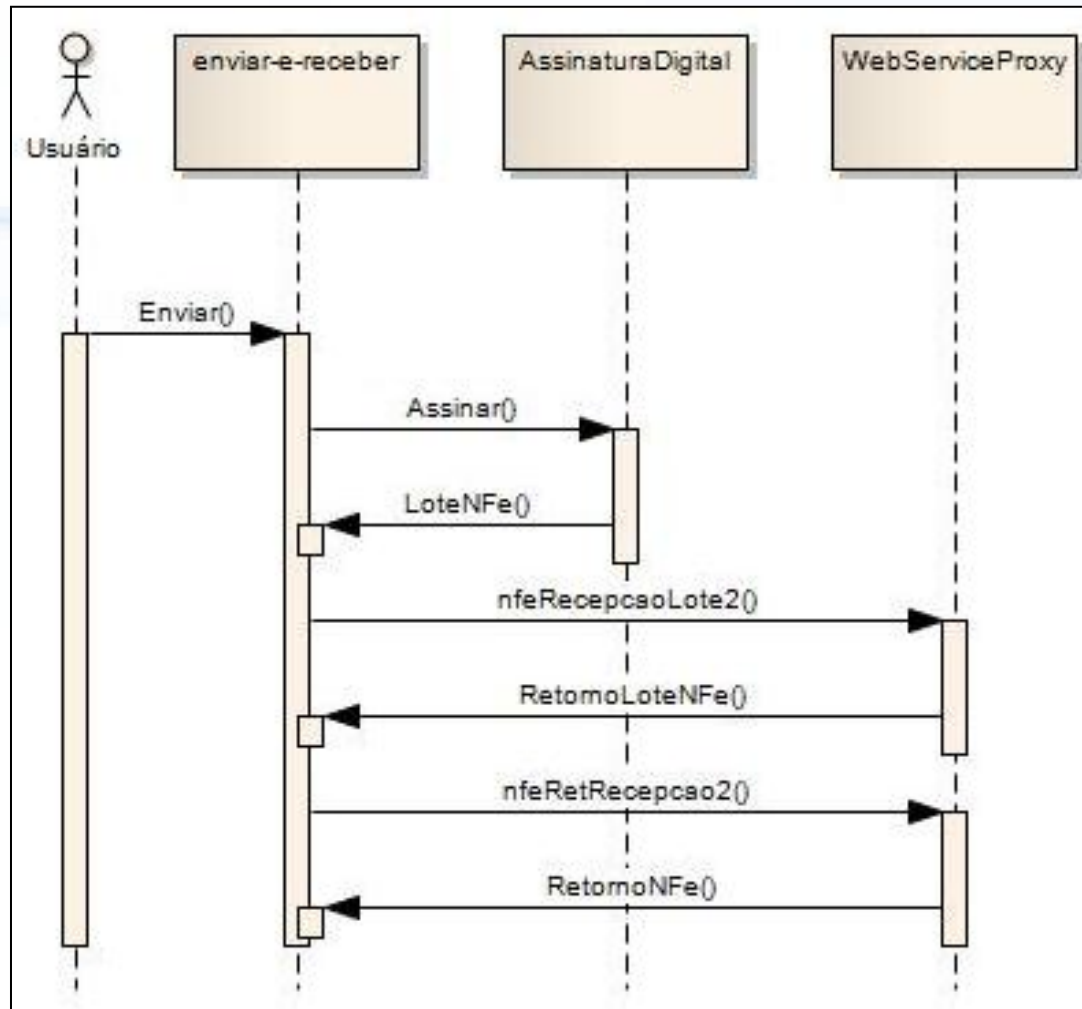 Usuário
enviar-e-receber
AssinaturaDigital
WebServiceProxy
Enviar()
Assinar()
LoteNFe()
nfeRecepcaoLote2()
RetornoLoteNFe()
nfeRetRecepcao2()
RetornoNFe()